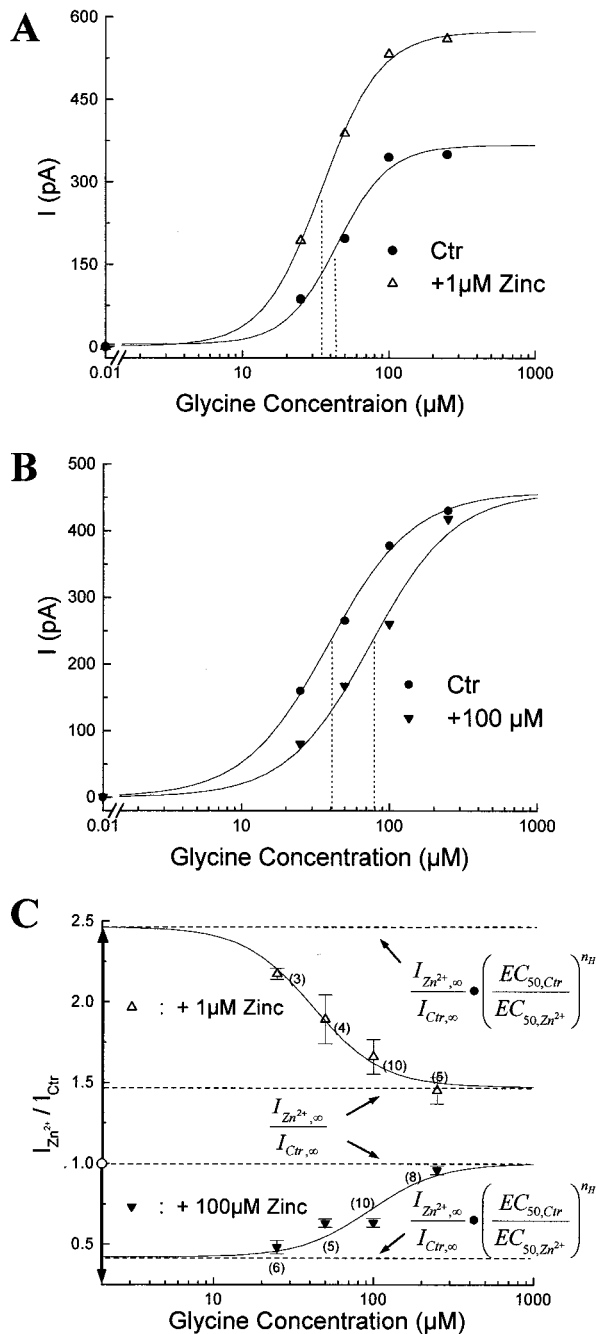 A
600
450
300
150
0
I (pA)
Ctr
+1µM Zinc
0.01
10
100
1000
Glycine Concentraion (µM)
B
500
400
300
200
100
0
I (pA)
Ctr
+100 µM
0.01
10
100
1000
Glycine Concentration (µM)
C
2.5
2.0
1.5
1.0
0.5
I_{Zn²⁺} / I_{Ctr}
(3)
: + 1µM Zinc
(4)
(10)
(5)
I_{Zn²⁺,∞} / I_{Ctr,∞} • (EC_{50,Ctr} / EC_{50,Zn²⁺})^{n_H}
I_{Zn²⁺,∞} / I_{Ctr,∞}
: + 100µM Zinc
(6)
(5)
(10)
(8)
I_{Zn²⁺,∞} / I_{Ctr,∞} • (EC_{50,Ctr} / EC_{50,Zn²⁺})^{n_H}
10
100
1000
Glycine Concentration (µM)